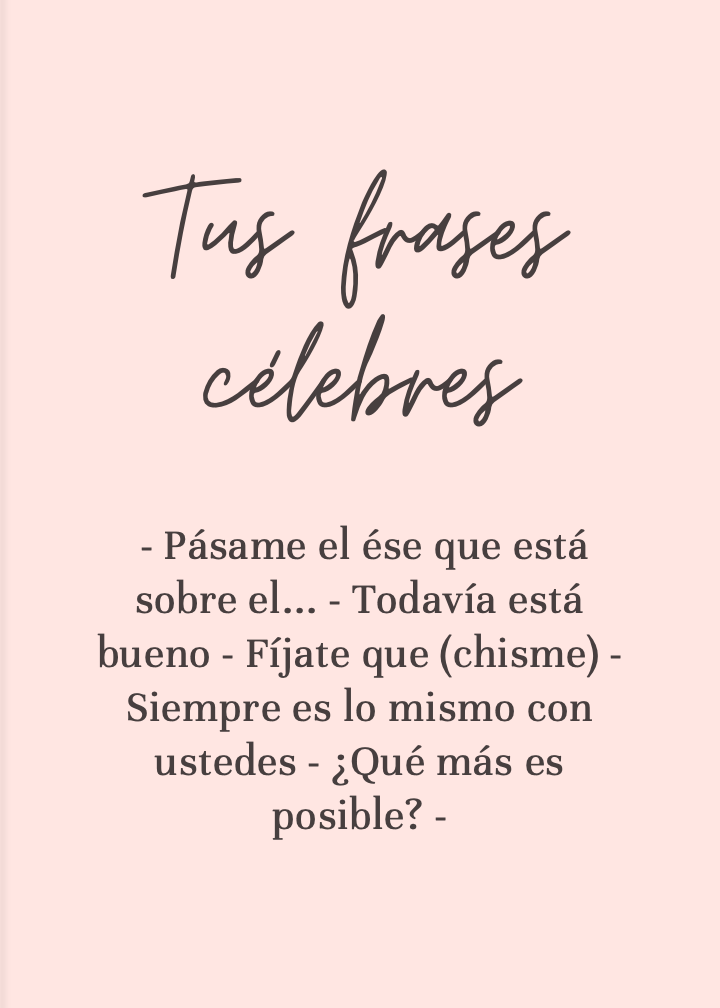 Tus frases
célebres
- Pásame el ése que está
sobre el... - Todavía está
bueno - Fíjate que (chisme) -
Siempre es lo mismo con
ustedes - ¿Qué más es
posible? -